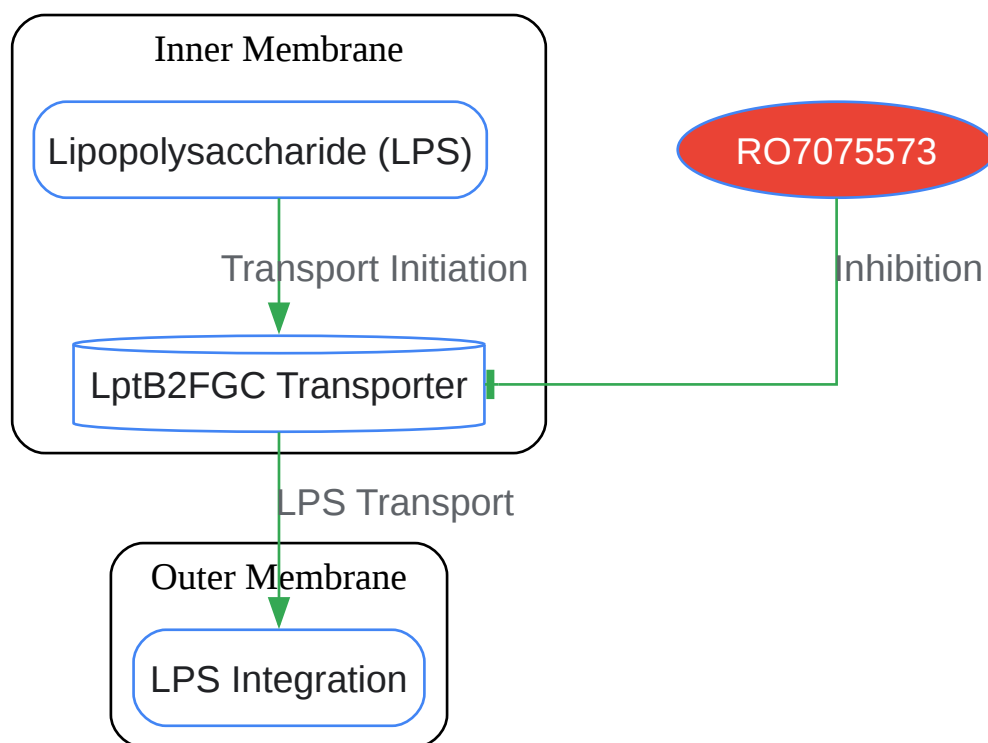 Inner Membrane
Lipopolysaccharide (LPS)
RO7075573
Transport Initiation
Inhibition
LptB2FGC Transporter
LPS Transport
Outer Membrane
LPS Integration